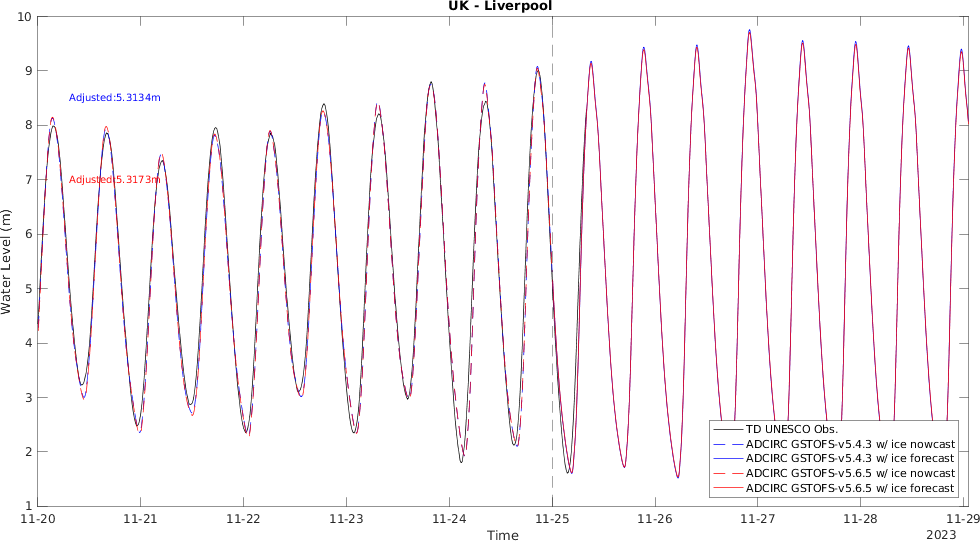 UK - Liverpool
10
9
8
7
6
5
4
3
2
1
Water Level (m)
Adjusted:5.3134m
Adjusted:5.3173m
TD UNESCO Obs.
ADCIRC GSTOFS-v5.4.3 w/ ice nowcast
ADCIRC GSTOFS-v5.4.3 w/ ice forecast
ADCIRC GSTOFS-v5.6.5 w/ ice nowcast
ADCIRC GSTOFS-v5.6.5 w/ ice forecast
11-20 11-21 11-22 11-23 11-24 11-25 11-26 11-27 11-28 11-29
Time
2023